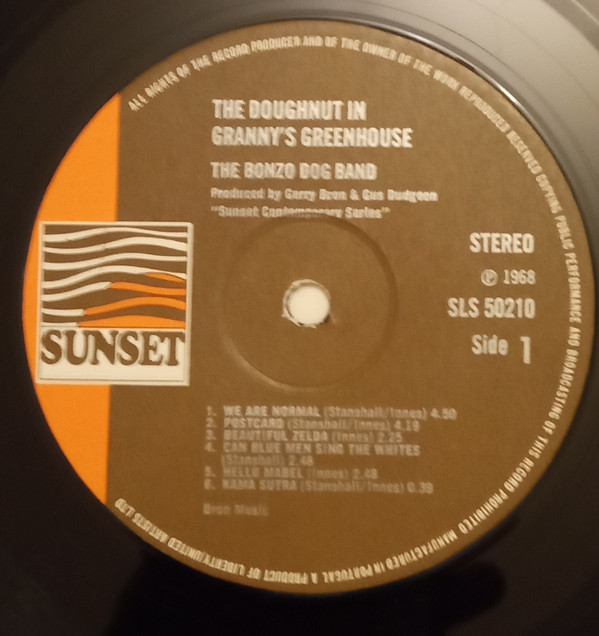 ALL RIGHTS OF THE RECORD PRODUCER AND OF THE OWNER OF THE WORK REPRODUCED RESERVED COPYING PUBLIC PERFORMANCE AND BROADCASTING OF THIS RECORD PROHIBITED MANUFACTURED IN PORTUGAL A PRODUCT OF LIBERTY/UNITED ARTISTS LTD
THE DOUGHNUT IN
GRANNY'S GREENHOUSE
THE BONZO DOG BAND
Produced by Gerry Bron & Gus Dudgeon
"Sunset Contemporary Series"
SUNSET
STEREO
℗ 1968
SLS 50210
Side 1
1. WE ARE NORMAL (Stanshall/Innes) 4.50
2. POSTCARD (Stanshall/Innes) 4.19
3. BEAUTIFUL ZELDA (Innes) 2.25
4. CAN BLUE MEN SING THE WHITES
(Stanshall) 2.48
5. HELLO MABEL (Innes) 2.48
6. KAMA SUTRA (Stanshall/Innes) 0.39
Bron Music